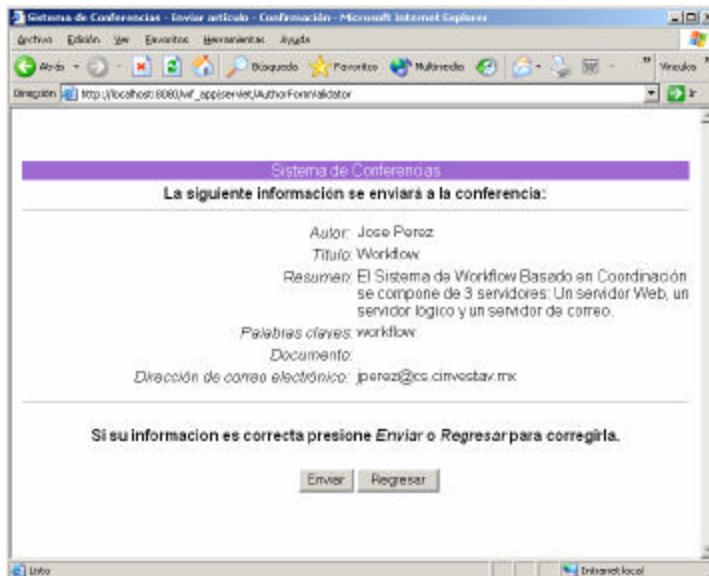 Sistema de Conferencias - Enviar artículo - Confirmación - Microsoft Internet Explorer
Archivo Edición Ver Favoritos Herramientas Ayuda
Atrás Búsqueda Favoritos Multimedia Vínculos
Dirección http://localhost:8080/wf_app/servlet/AuthorFormValidator Ir
Sistema de Conferencias
La siguiente información se enviará a la conferencia:
Autor: Jose Perez
Título: Workflow
Resumen: El Sistema de Workflow Basado en Coordinación
se compone de 3 servidores: Un servidor Web, un
servidor lógico y un servidor de correo.
Palabras claves: workflow
Documento:
Dirección de correo electrónico: jperez@cs.cinvestav.mx
Si su informacion es correcta presione Enviar o Regresar para corregirla.
Enviar Regresar
Listo Intranet local